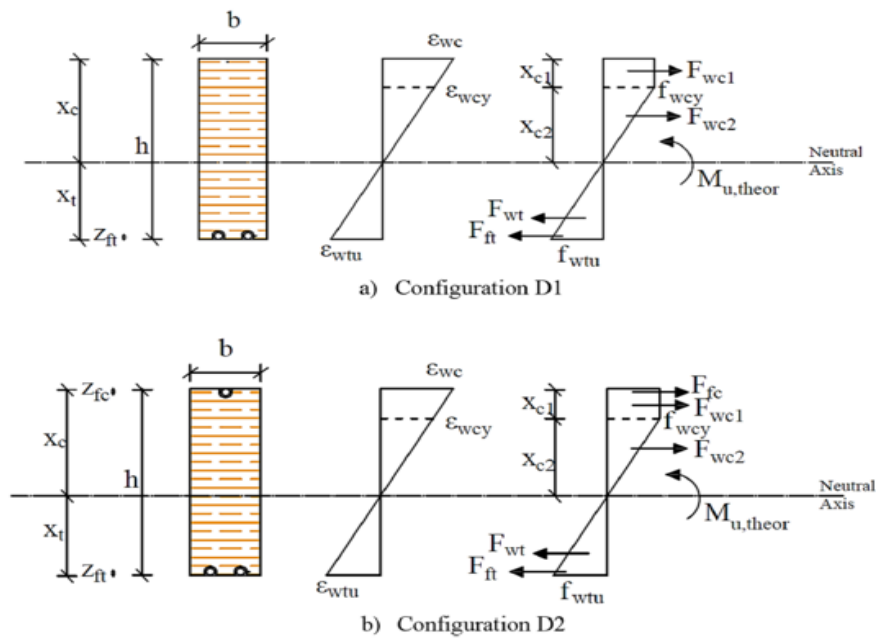 b
h
x_c
x_t
z_ft
ε_wc
ε_wcy
ε_wtu
x_c1
x_c2
F_wc1
f_wcy
F_wc2
M_u,theor
F_wt
F_ft
f_wtu
Neutral
Axis
a) Configuration D1
b
z_fc
h
x_c
x_t
z_ft
ε_wc
ε_wcy
ε_wtu
x_c1
x_c2
F_fc
F_wc1
f_wcy
F_wc2
M_u,theor
F_wt
F_ft
f_wtu
Neutral
Axis
b) Configuration D2